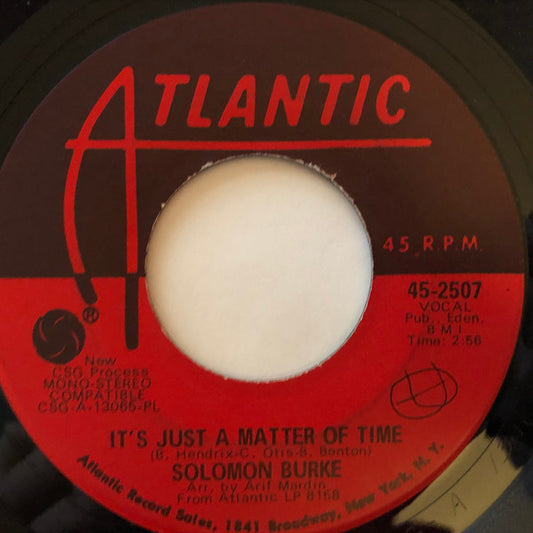 ATLANTIC
®
45 R.P.M.
45-2507
VOCAL
Pub., Eden.
BMI
Time: 2:56
New
CSG Process
MONO-STEREO
COMPATIBLE
CSG-A-13065-PL
IT'S JUST A MATTER OF TIME
(B. Hendrix-C. Otis-B. Benton)
SOLOMON BURKE
Arr. by Arif Mardin
From Atlantic LP 8158
Atlantic Record Sales, 1841 Broadway, New York, N. Y.